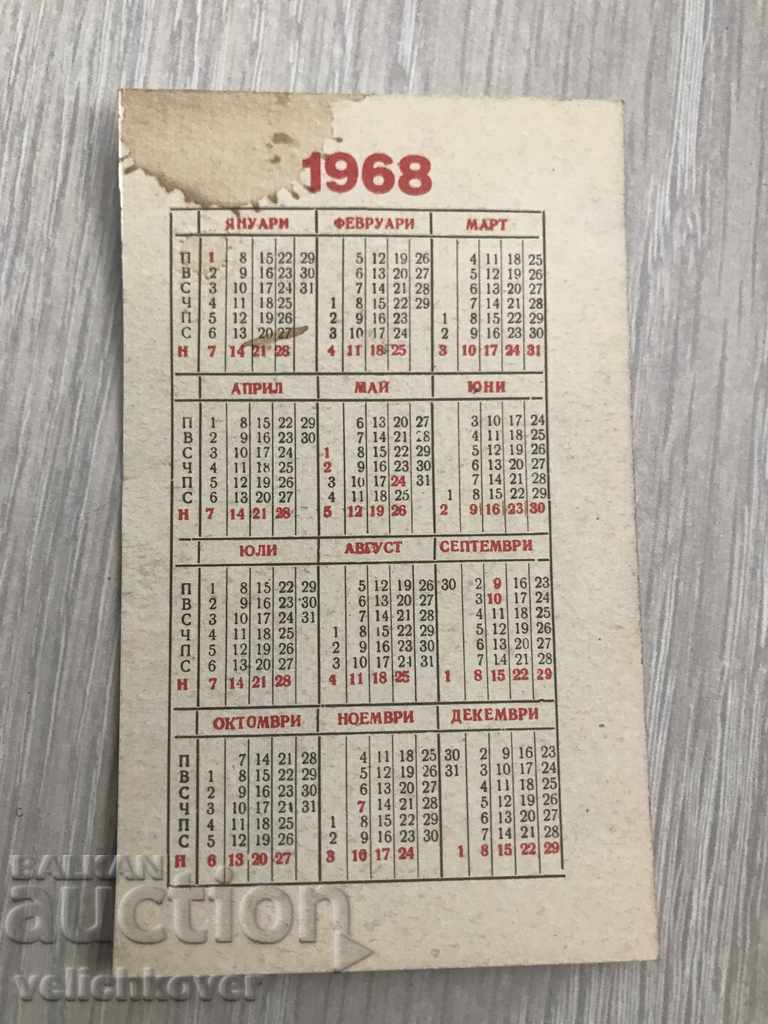 1968
ЯНУАРИ ФЕВРУАРИ МАРТ
П 1 8 15 22 29 5 12 19 26 4 11 18 25
В 2 9 16 23 30 6 13 20 27 5 12 19 26
С 3 10 17 24 31 7 14 21 28 6 13 20 27
Ч 4 11 18 25 1 8 15 22 29 7 14 21 28
П 5 12 19 26 2 9 16 23 1 8 15 22 29
С 6 13 20 27 3 10 17 24 2 9 16 23 30
Н 7 14 21 28 4 11 18 25 3 10 17 24 31
АПРИЛ МАЙ ЮНИ
П 1 8 15 22 29 6 13 20 27 3 10 17 24
В 2 9 16 23 30 7 14 21 28 4 11 18 25
С 3 10 17 24 1 8 15 22 29 5 12 19 26
Ч 4 11 18 25 2 9 16 23 30 6 13 20 27
П 5 12 19 26 3 10 17 24 31 7 14 21 28
С 6 13 20 27 4 11 18 25 1 8 15 22 29
Н 7 14 21 28 5 12 19 26 2 9 16 23 30
ЮЛИ АВГУСТ СЕПТЕМВРИ
П 1 8 15 22 29 5 12 19 26 30 2 9 16 23
В 2 9 16 23 30 6 13 20 27 3 10 17 24
С 3 10 17 24 31 7 14 21 28 4 11 18 25
Ч 4 11 18 25 1 8 15 22 29 5 12 19 26
П 5 12 19 26 2 9 16 23 30 6 13 20 27
С 6 13 20 27 3 10 17 24 31 7 14 21 28
Н 7 14 21 28 4 11 18 25 1 8 15 22 29
ОКТОМВРИ НОЕМВРИ ДЕКЕМВРИ
П 7 14 21 28 4 11 18 25 30 2 9 16 23
В 1 8 15 22 29 5 12 19 26 31 3 10 17 24
С 2 9 16 23 30 6 13 20 27 4 11 18 25
Ч 3 10 17 24 31 7 14 21 28 5 12 19 26
П 4 11 18 25 1 8 15 22 29 6 13 20 27
С 5 12 19 26 2 9 16 23 30 7 14 21 28
Н 6 13 20 27 3 10 17 24 1 8 15 22 29
BALKAN
auction
velichkover